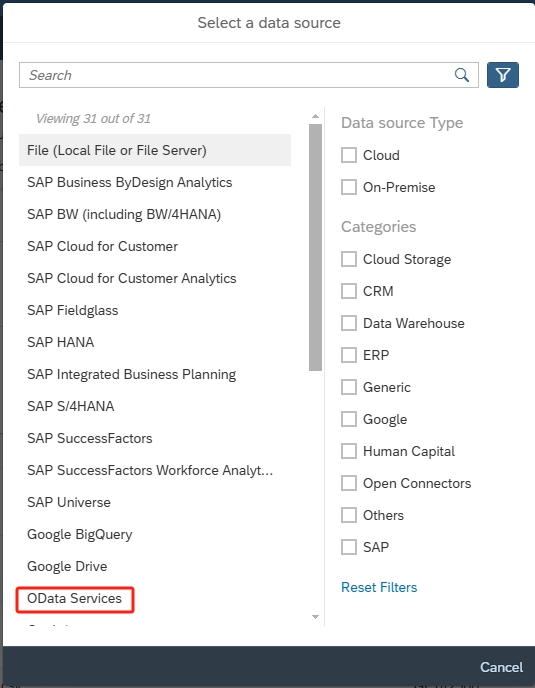 Select a data source
Search
Viewing 31 out of 31
File (Local File or File Server)
SAP Business ByDesign Analytics
SAP BW (including BW/4HANA)
SAP Cloud for Customer
SAP Cloud for Customer Analytics
SAP Fieldglass
SAP HANA
SAP Integrated Business Planning
SAP S/4HANA
SAP SuccessFactors
SAP SuccessFactors Workforce Analyt...
SAP Universe
Google BigQuery
Google Drive
OData Services
Data source Type
Cloud
On-Premise
Categories
Cloud Storage
CRM
Data Warehouse
ERP
Generic
Google
Human Capital
Open Connectors
Others
SAP
Reset Filters
Cancel